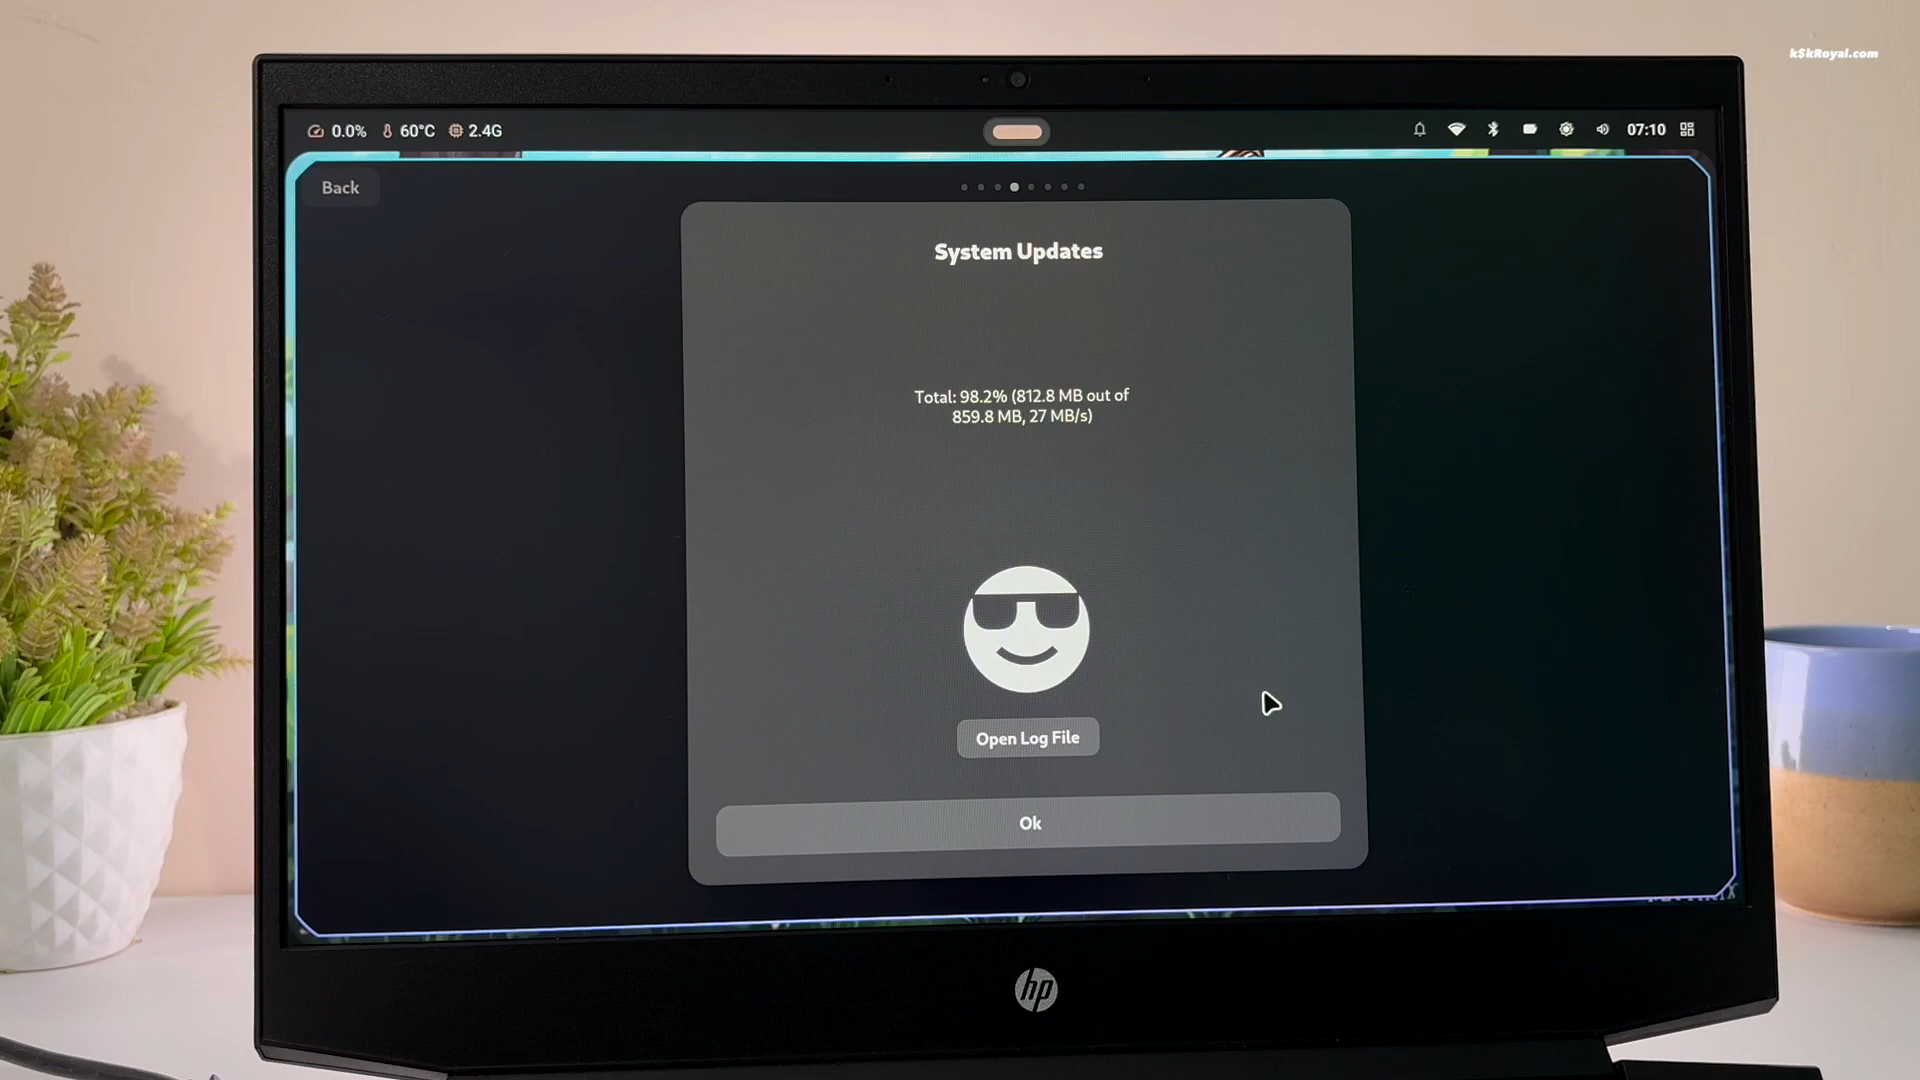 kskRoyal.com
0.0% 60°C 2.4G
07:10
Back
System Updates
Total: 98.2% (812.8 MB out of
859.8 MB, 27 MB/s)
Open Log File
Ok
hp